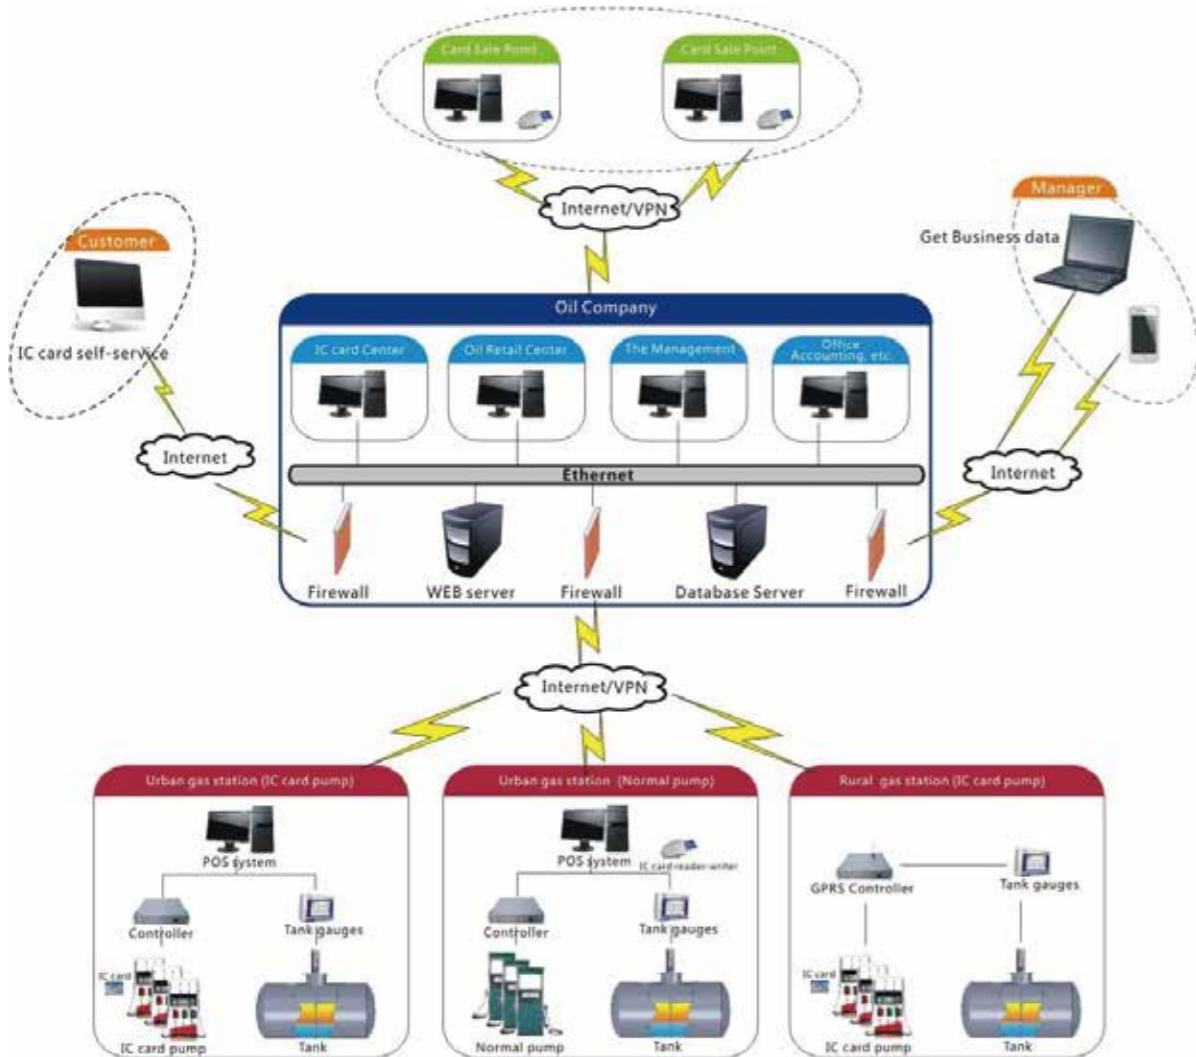 Card Sale Point
Card Sale Point
Internet/VPN
Manager
Get Business data
Customer
IC card self-service
Oil Company
IC card Center
Oil Retail Center
The Management
Office
Accounting, etc.
Internet
Ethernet
Internet
Firewall
WEB server
Firewall
Database Server
Firewall
Internet/VPN
Urban gas station (IC card pump)
Urban gas station (Normal pump)
Rural gas station (IC card pump)
POS system
POS system
IC card reader-writer
GPRS Controller
Tank gauges
Controller
Tank gauges
Controller
Tank gauges
IC card
IC card
IC card pump
Tank
Normal pump
Tank
IC card pump
Tank